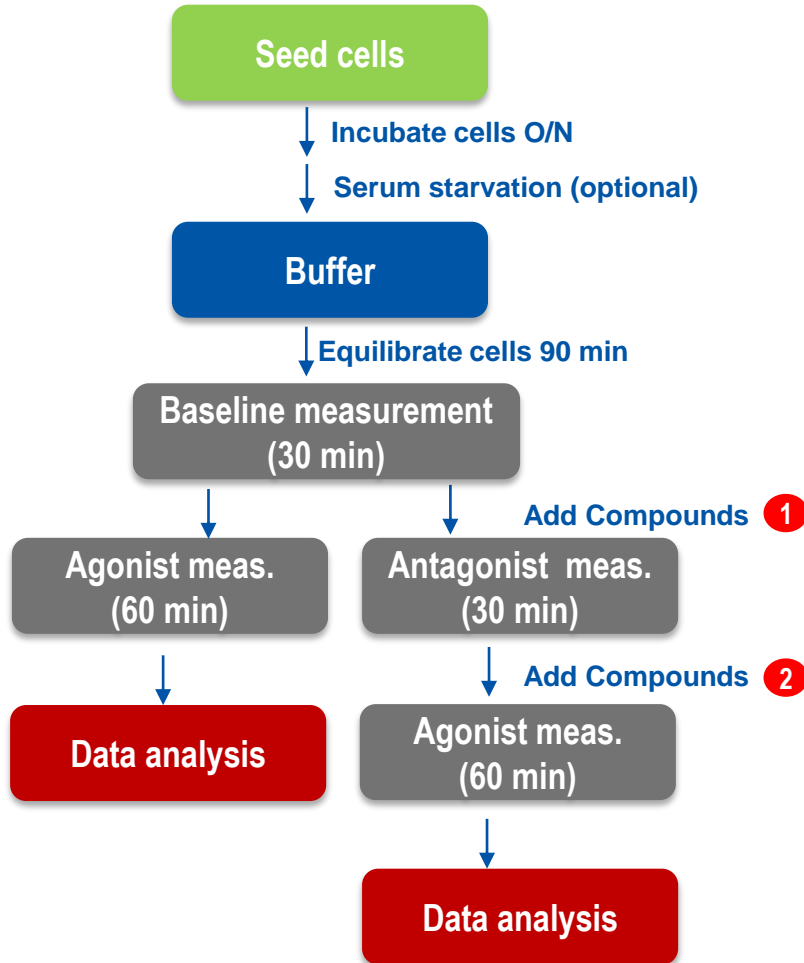 Seed cells
Incubate cells O/N
Serum starvation (optional)
Buffer
Equilibrate cells 90 min
Baseline measurement
(30 min)
Add Compounds 1
Agonist meas.
(60 min)
Antagonist meas.
(30 min)
Add Compounds 2
Data analysis
Agonist meas.
(60 min)
Data analysis